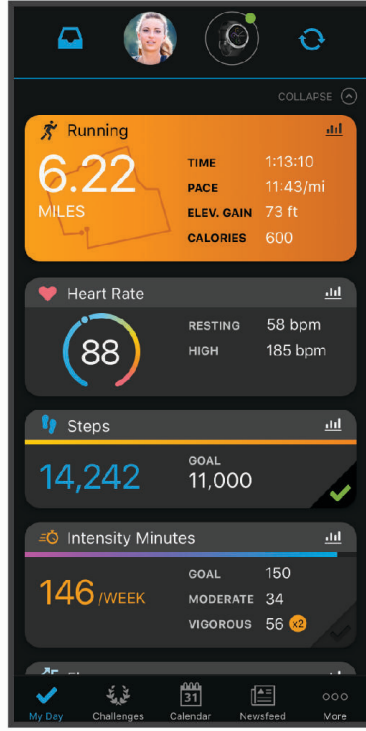 COLLAPSE
Running
6.22
MILES
TIME 1:13:10
PACE 11:43/mi
ELEV. GAIN 73 ft
CALORIES 600
Heart Rate
88
RESTING 58 bpm
HIGH 185 bpm
Steps
14,242
GOAL
11,000
Intensity Minutes
146 /WEEK
GOAL 150
MODERATE 34
VIGOROUS 56 x2
31
My Day Challenges Calendar Newsfeed More